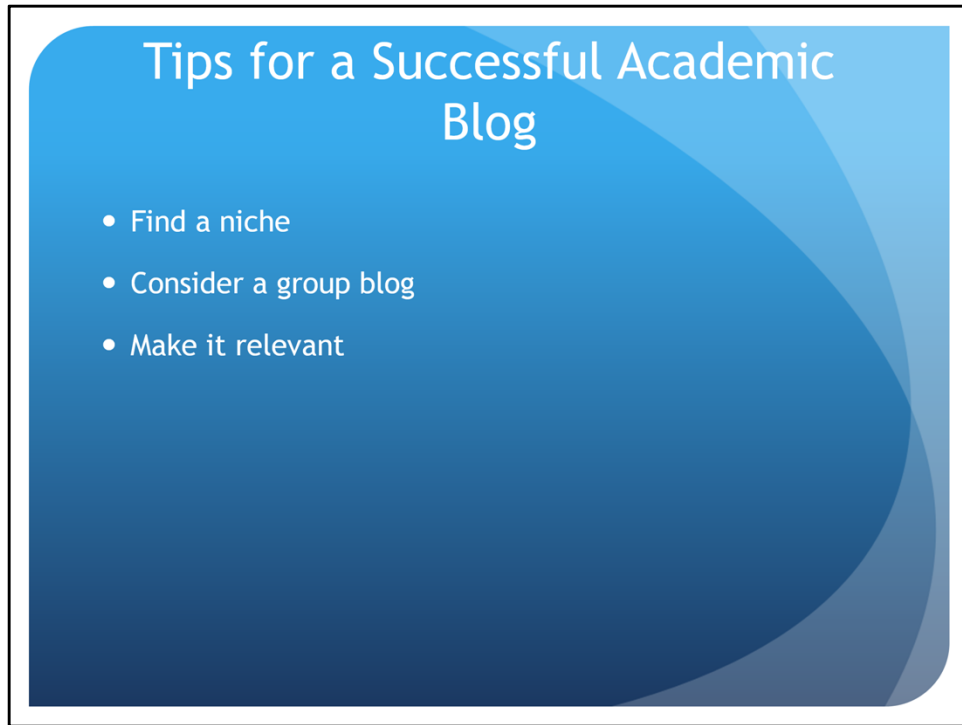 Tips for a Successful Academic
Blog
• Find a niche
• Consider a group blog
• Make it relevant